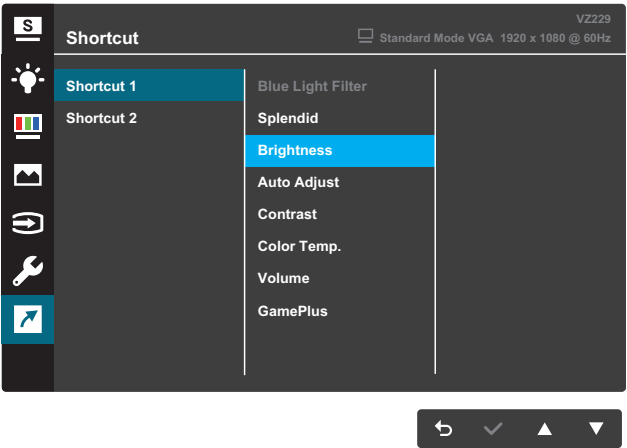 S
VZ229
Shortcut
Standard Mode VGA 1920 x 1080 @ 60Hz
Shortcut 1
Shortcut 2
Blue Light Filter
Splendid
Brightness
Auto Adjust
Contrast
Color Temp.
Volume
GamePlus